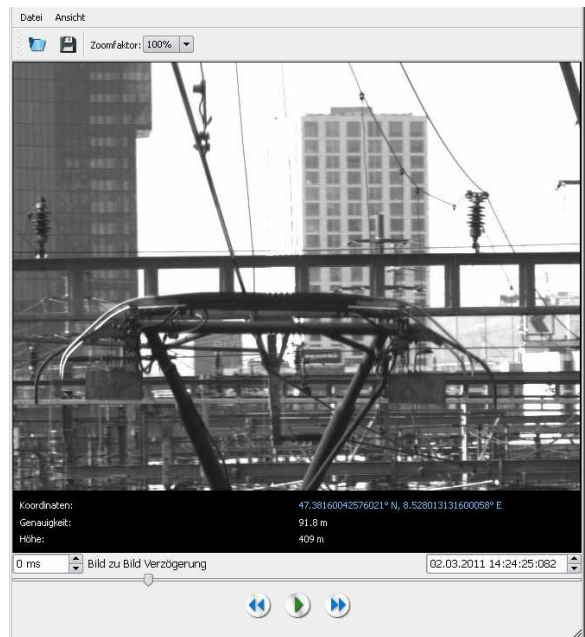 Datei Ansicht
Zoomfaktor: 100%
Koordinaten: 47.38160042576021° N, 8.528013131600058° E
Genauigkeit: 91.8 m
Höhe: 409 m
0 ms Bild zu Bild Verzögerung 02.03.2011 14:24:25:082